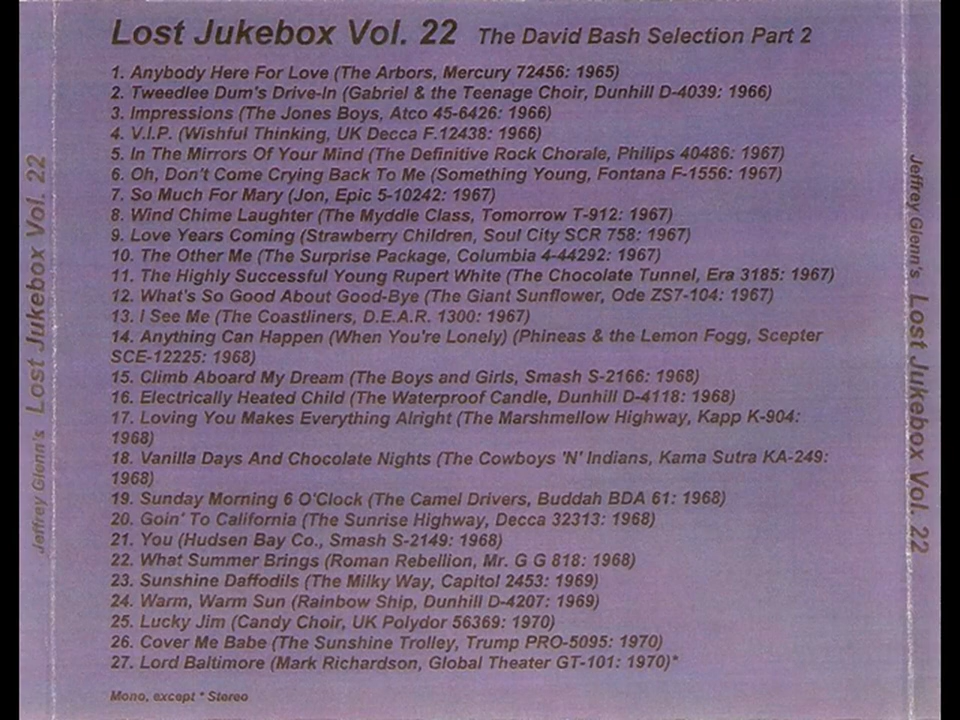 Lost Jukebox Vol. 22 The David Bash Selection Part 2
1. Anybody Here For Love (The Arbors, Mercury 72456: 1965)
2. Tweedlee Dum's Drive-In (Gabriel & the Teenage Choir, Dunhill D-4039: 1966)
3. Impressions (The Jones Boys, Atco 45-6426: 1966)
4. V.I.P. (Wishful Thinking, UK Decca F.12438: 1966)
5. In The Mirrors Of Your Mind (The Definitive Rock Chorale, Philips 40486: 1967)
6. Oh, Don't Come Crying Back To Me (Something Young, Fontana F-1556: 1967)
7. So Much For Mary (Jon, Epic 5-10242: 1967)
8. Wind Chime Laughter (The Myddle Class, Tomorrow T-912: 1967)
9. Love Years Coming (Strawberry Children, Soul City SCR 758: 1967)
10. The Other Me (The Surprise Package, Columbia 4-44292: 1967)
11. The Highly Successful Young Rupert White (The Chocolate Tunnel, Era 3185: 1967)
12. What's So Good About Good-Bye (The Giant Sunflower, Ode ZS7-104: 1967)
13. I See Me (The Coastliners, D.E.A.R. 1300: 1967)
14. Anything Can Happen (When You're Lonely) (Phineas & the Lemon Fogg, Scepter
SCE-12225: 1968)
15. Climb Aboard My Dream (The Boys and Girls, Smash S-2166: 1968)
16. Electrically Heated Child (The Waterproof Candle, Dunhill D-4118: 1968)
17. Loving You Makes Everything Alright (The Marshmellow Highway, Kapp K-904:
1968)
18. Vanilla Days And Chocolate Nights (The Cowboys 'N' Indians, Kama Sutra KA-249:
1968)
19. Sunday Morning 6 O'Clock (The Camel Drivers, Buddah BDA 61: 1968)
20. Goin' To California (The Sunrise Highway, Decca 32313: 1968)
21. You (Hudsen Bay Co., Smash S-2149: 1968)
22. What Summer Brings (Roman Rebellion, Mr. G G 818: 1968)
23. Sunshine Daffodils (The Milky Way, Capitol 2453: 1969)
24. Warm, Warm Sun (Rainbow Ship, Dunhill D-4207: 1969)
25. Lucky Jim (Candy Choir, UK Polydor 56369: 1970)
26. Cover Me Babe (The Sunshine Trolley, Trump PRO-5095: 1970)
27. Lord Baltimore (Mark Richardson, Global Theater GT-101: 1970)*
Mono, except * Stereo
Jeffrey Glenn's Lost Jukebox Vol. 22
Jeffrey Glenn's Lost Jukebox Vol. 22